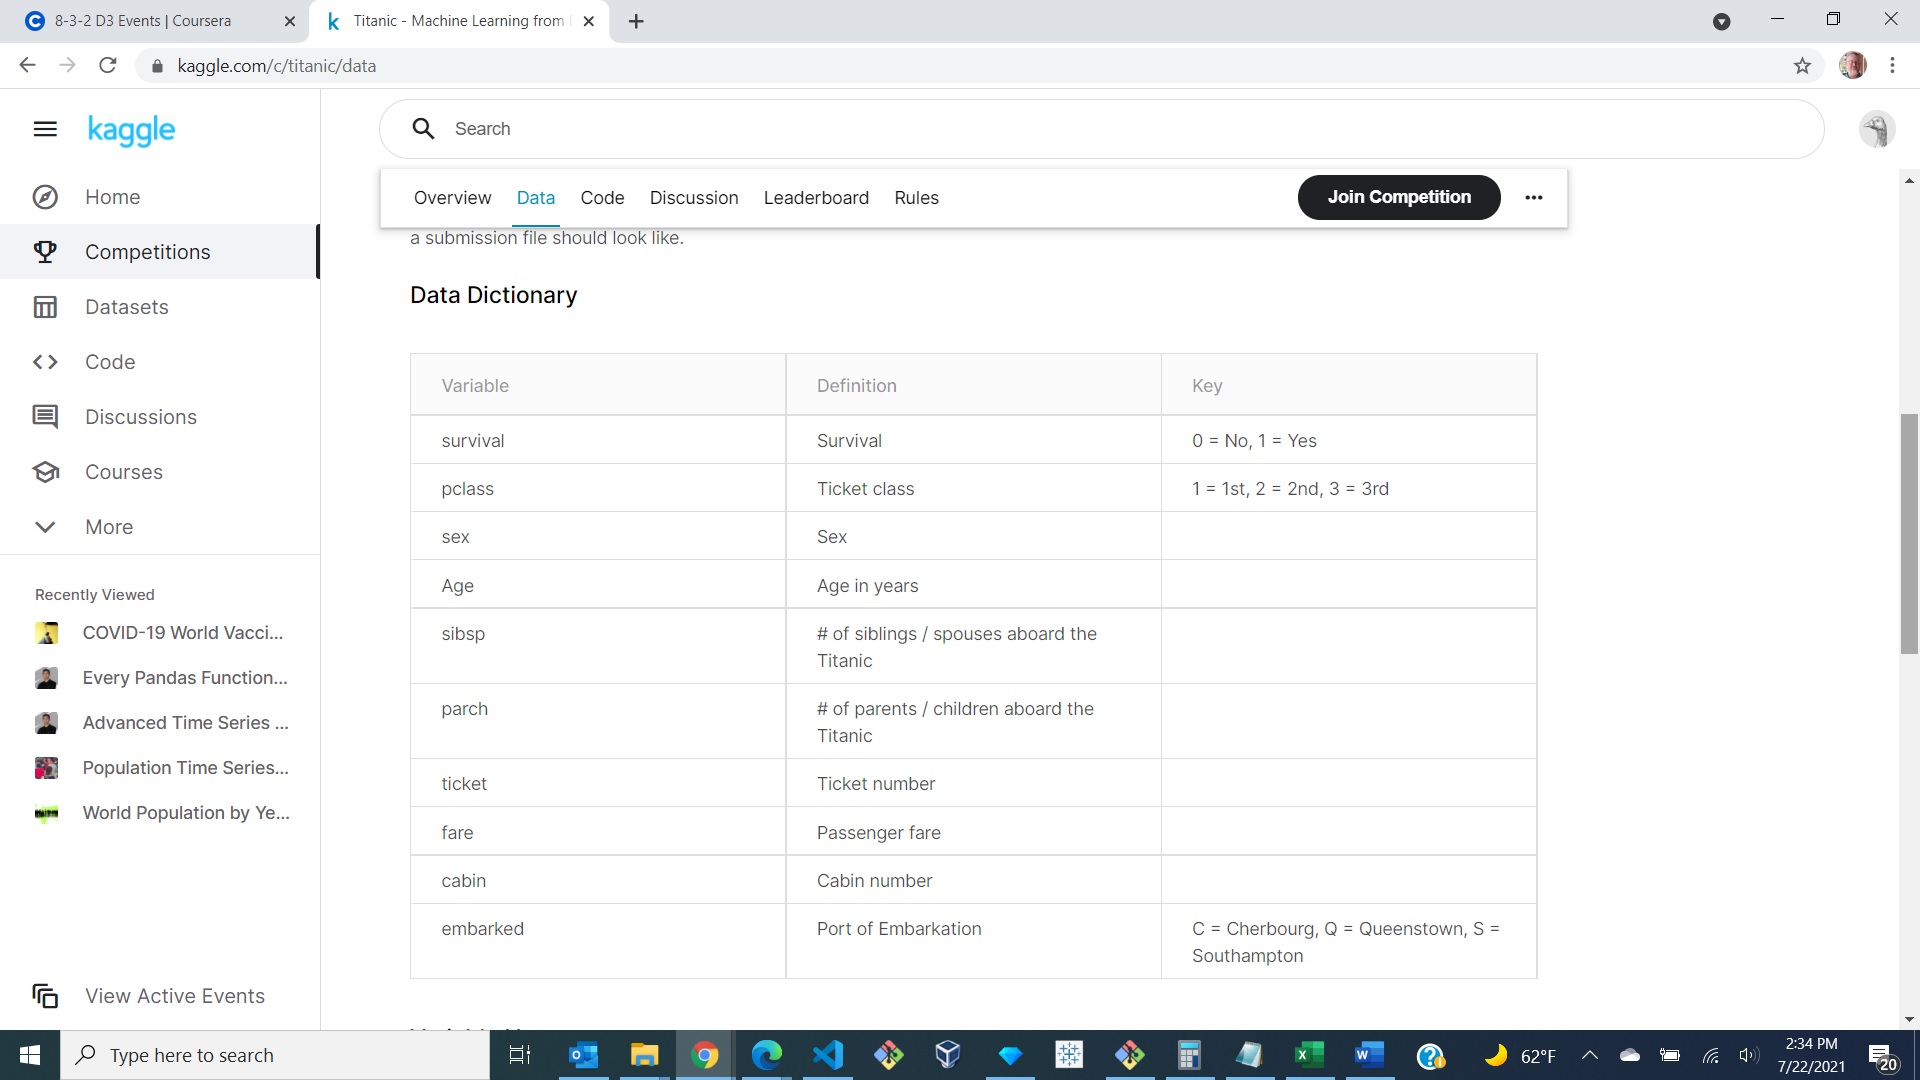 8-3-2 D3 Events | Coursera
Titanic - Machine Learning from
kaggle.com/c/titanic/data
kaggle
Search
Home
Competitions
Datasets
Code
Discussions
Courses
More
Recently Viewed
COVID-19 World Vacci...
Every Pandas Function...
Advanced Time Series ...
Population Time Series...
World Population by Ye...
View Active Events
Overview Data Code Discussion Leaderboard Rules Join Competition
a submission file should look like.
Data Dictionary
Variable Definition Key
survival Survival 0 = No, 1 = Yes
pclass Ticket class 1 = 1st, 2 = 2nd, 3 = 3rd
sex Sex
Age Age in years
sibsp # of siblings / spouses aboard the
Titanic
parch # of parents / children aboard the
Titanic
ticket Ticket number
fare Passenger fare
cabin Cabin number
embarked Port of Embarkation C = Cherbourg, Q = Queenstown, S =
Southampton
Type here to search
62°F
2:34 PM
7/22/2021
20